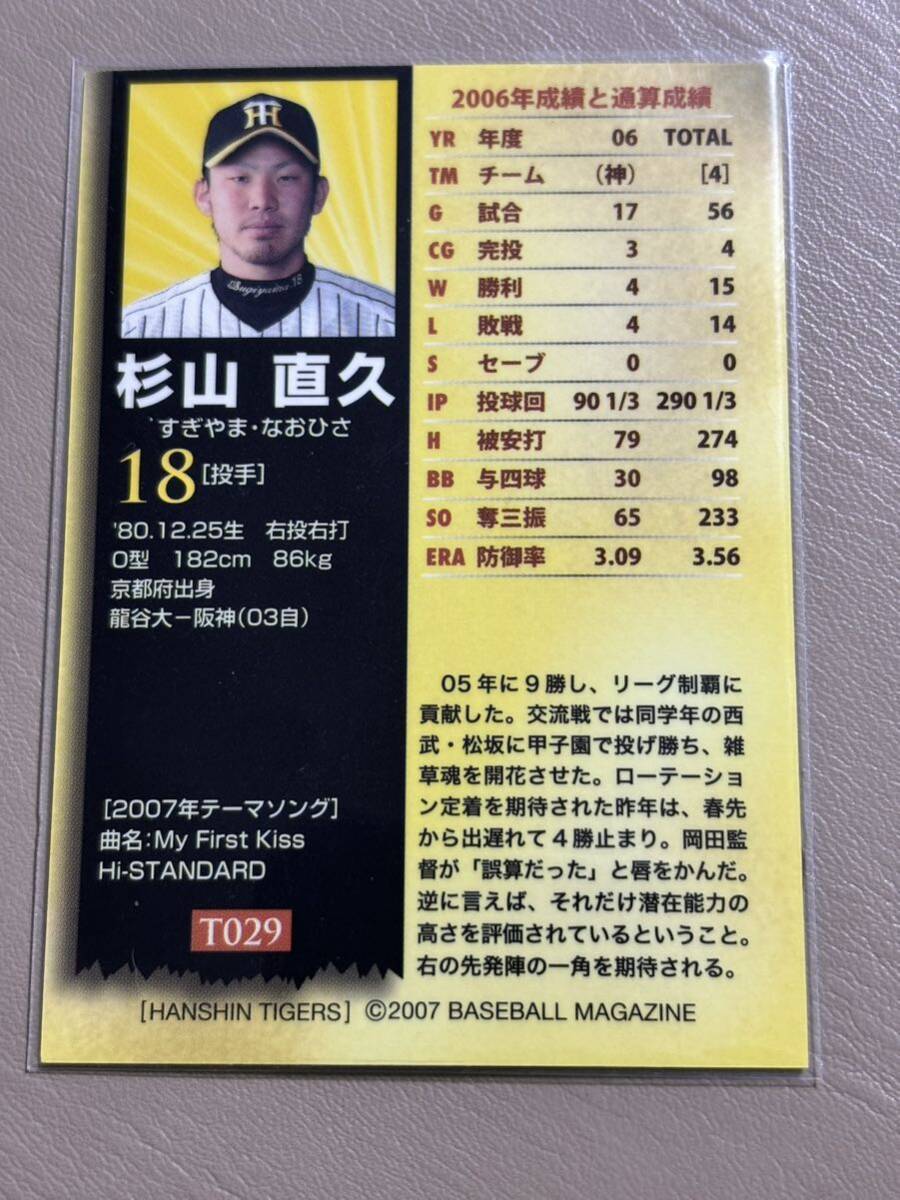 Sugiyama 18
杉山 直久
すぎやま・なおひさ
18[投手]
'80.12.25生 右投右打
O型 182cm 86kg
京都府出身
龍谷大－阪神(03自)
[2007年テーマソング]
曲名:My First Kiss
Hi-STANDARD
T029
2006年成績と通算成績
YR 年度 06 TOTAL
TM チーム (神) [4]
G 試合 17 56
CG 完投 3 4
W 勝利 4 15
L 敗戦 4 14
S セーブ 0 0
IP 投球回 90 1/3 290 1/3
H 被安打 79 274
BB 与四球 30 98
SO 奪三振 65 233
ERA 防御率 3.09 3.56
05年に9勝し、リーグ制覇に
貢献した。交流戦では同学年の西
武・松坂に甲子園で投げ勝ち、雑
草魂を開花させた。ローテーショ
ン定着を期待された昨年は、春先
から出遅れて4勝止まり。岡田監
督が「誤算だった」と唇をかんだ。
逆に言えば、それだけ潜在能力の
高さを評価されているということ。
右の先発陣の一角を期待される。
[HANSHIN TIGERS] ©2007 BASEBALL MAGAZINE